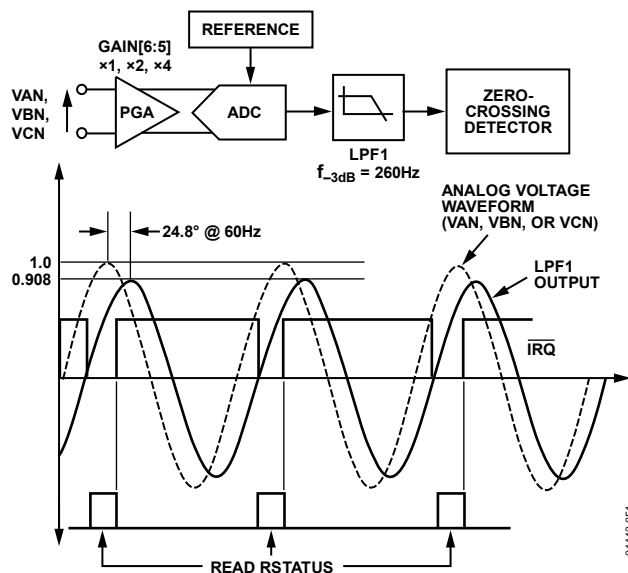 REFERENCE
GAIN[6:5]
×1, ×2, ×4
VAN,
VBN,
VCN
PGA
ADC
LPF1
f–3dB = 260Hz
ZERO-
CROSSING
DETECTOR
ANALOG VOLTAGE
WAVEFORM
(VAN, VBN, OR VCN)
24.8° @ 60Hz
1.0
0.908
LPF1
OUTPUT
IRQ
READ RSTATUS